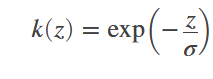 k(z) = exp(−z/σ)